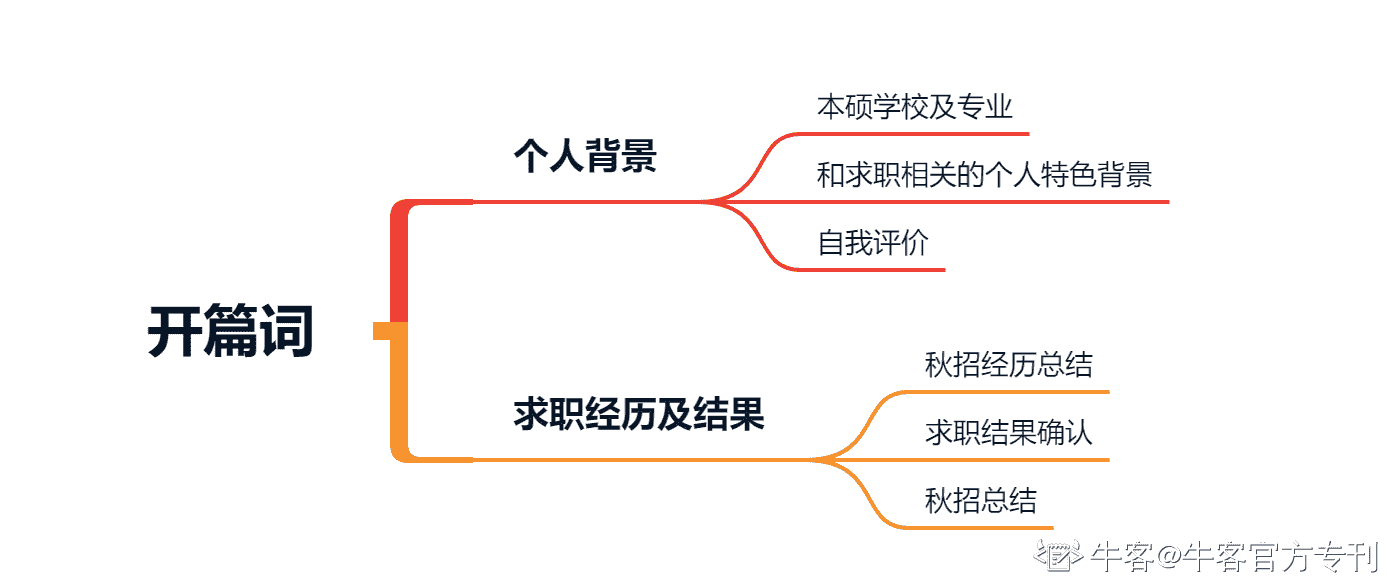 开篇词
个人背景
本硕学校及专业
和求职相关的个人特色背景
自我评价
求职经历及结果
秋招经历总结
求职结果确认
秋招总结
牛客@牛客官方专刊